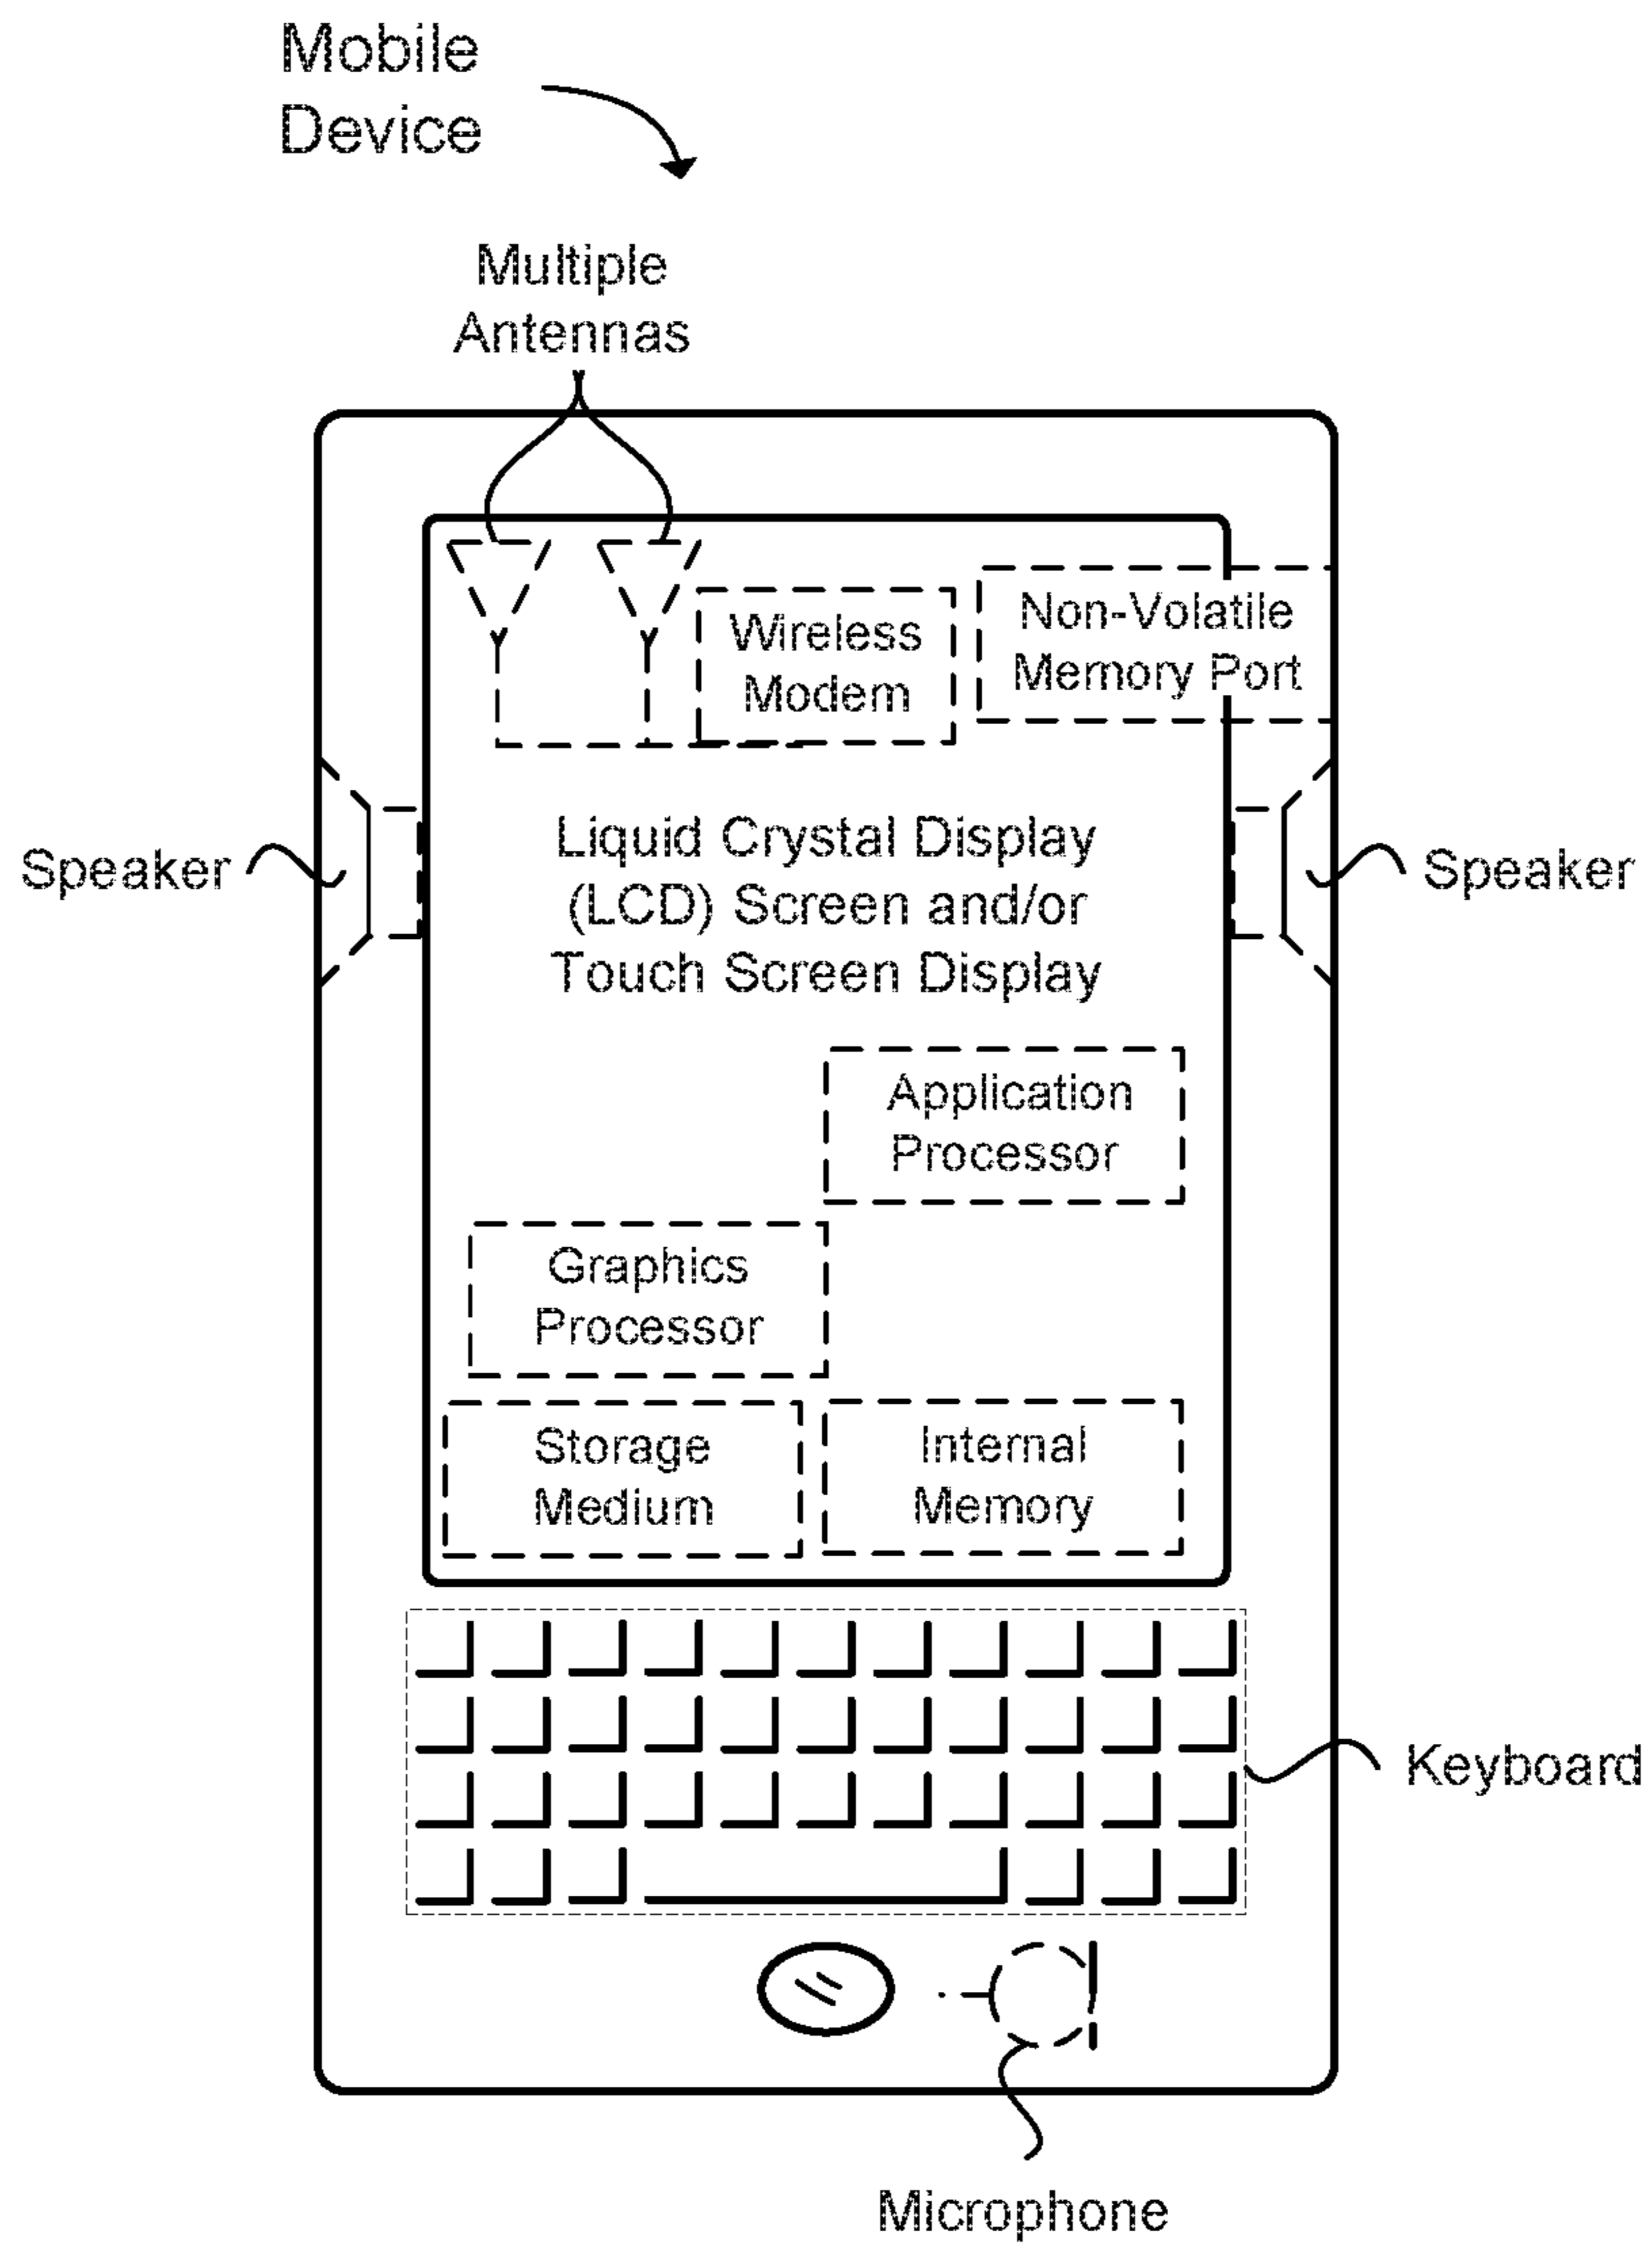 Mobile
Device
Multiple
Antennas
Wireless
Modem
Non-Volatile
Memory Port
Speaker
Liquid Crystal Display
(LCD) Screen and/or
Touch Screen Display
Speaker
Application
Processor
Graphics
Processor
Storage
Medium
Internal
Memory
Keyboard
Microphone